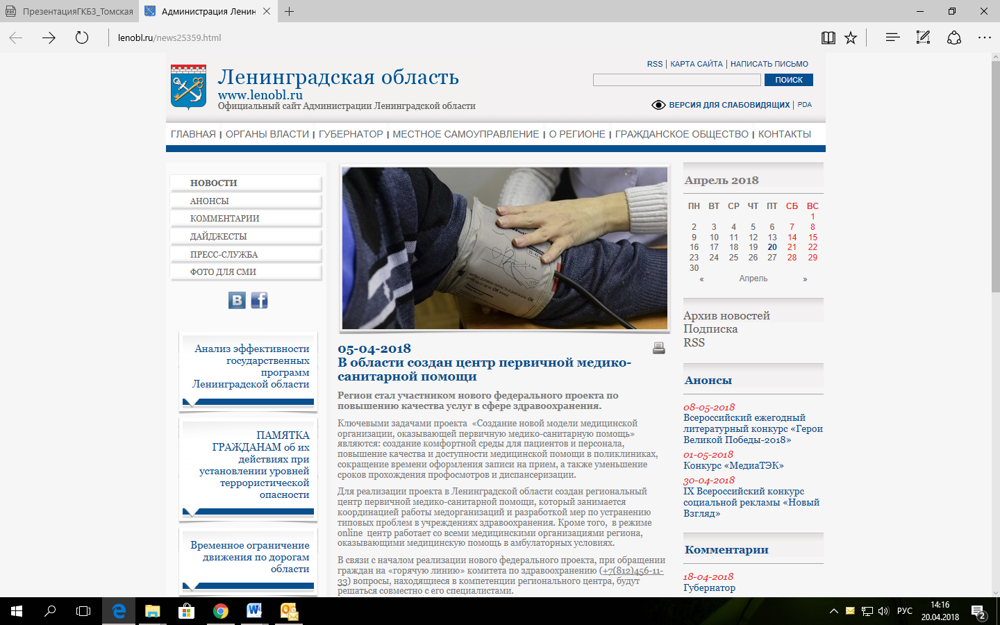 ПрезентацияГКБ3_Томская
Администрация Ленин
lenobl.ru/news25359.html
Ленинградская область
www.lenobl.ru
Официальный сайт Администрации Ленинградской области
RSS | КАРТА САЙТА | НАПИСАТЬ ПИСЬМО
ПОИСК
ВЕРСИЯ ДЛЯ СЛАБОВИДЯЩИХ | PDA
ГЛАВНАЯ | ОРГАНЫ ВЛАСТИ | ГУБЕРНАТОР | МЕСТНОЕ САМОУПРАВЛЕНИЕ | О РЕГИОНЕ | ГРАЖДАНСКОЕ ОБЩЕСТВО | КОНТАКТЫ
НОВОСТИ
АНОНСЫ
КОММЕНТАРИИ
ДАЙДЖЕСТЫ
ПРЕСС-СЛУЖБА
ФОТО ДЛЯ СМИ
В f
Анализ эффективности
государственных
программ
Ленинградской области
ПАМЯТКА
ГРАЖДАНАМ об их
действиях при
установлении уровней
террористической
опасности
Временное ограничение
движения по дорогам
области
05-04-2018
В области создан центр первичной медико-
санитарной помощи
Регион стал участником нового федерального проекта по
повышению качества услуг в сфере здравоохранения.
Ключевыми задачами проекта «Создание новой модели медицинской
организации, оказывающей первичную медико-санитарную помощь»
являются: создание комфортной среды для пациентов и персонала,
повышение качества и доступности медицинской помощи в поликлиниках,
сокращение времени оформления записи на прием, а также уменьшение
сроков прохождения профосмотров и диспансеризации.
Для реализации проекта в Ленинградской области создан региональный
центр первичной медико-санитарной помощи, который занимается
координацией работы медорганизаций и разработкой мер по устранению
типовых проблем в учреждениях здравоохранения. Кроме того, в режиме
online центр работает со всеми медицинскими организациями региона,
оказывающими медицинскую помощь в амбулаторных условиях.
В связи с началом реализации нового федерального проекта, при обращении
граждан на «горячую линию» комитета по здравоохранению (+7(812)456-11-
33) вопросы, находящиеся в компетенции регионального центра, будут
решаться совместно с его специалистами.
Апрель 2018
ПН ВТ СР ЧТ ПТ СБ ВС
1
2 3 4 5 6 7 8
9 10 11 12 13 14 15
16 17 18 19 20 21 22
23 24 25 26 27 28 29
30
« Апрель »
Архив новостей
Подписка
RSS
Анонсы
08-05-2018
Всероссийский ежегодный
литературный конкурс «Герои
Великой Победы-2018»
01-05-2018
Конкурс «МедиаТЭК»
30-04-2018
IX Всероссийский конкурс
социальной рекламы «Новый
Взгляд»
Комментарии
18-04-2018
Губернатор
РУС
14:16
20.04.2018
2